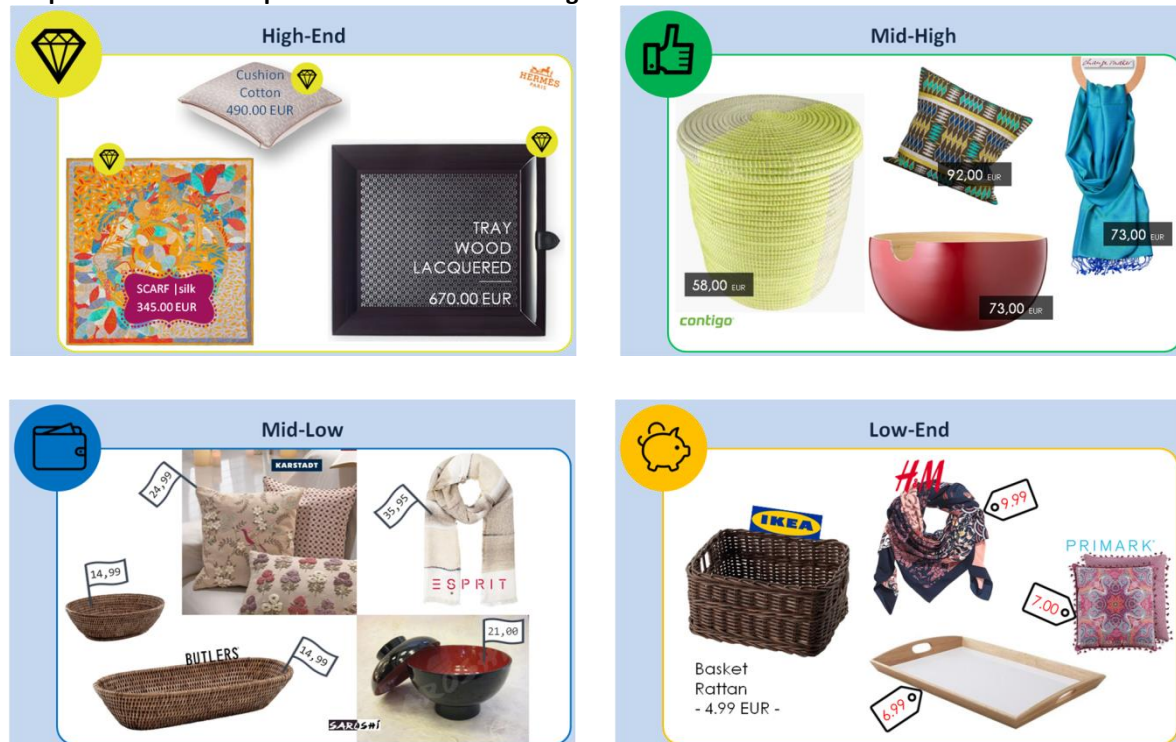 High-End
Cushion
Cotton
490.00 EUR
HERMÈS
PARIS
SCARF |silk
345.00 EUR
TRAY
WOOD
LACQUERED
670.00 EUR
Mid-High
92,00 EUR
73,00 EUR
58,00 EUR
73,00 EUR
contigo
Mid-Low
KARSTADT
24,99
35,95
ESPRIT
14,99
BUTLERS
14,99
21,00
Low-End
H&M
9.99
IKEA
PRIMARK
7.00
Basket
Rattan
- 4.99 EUR -
6.99